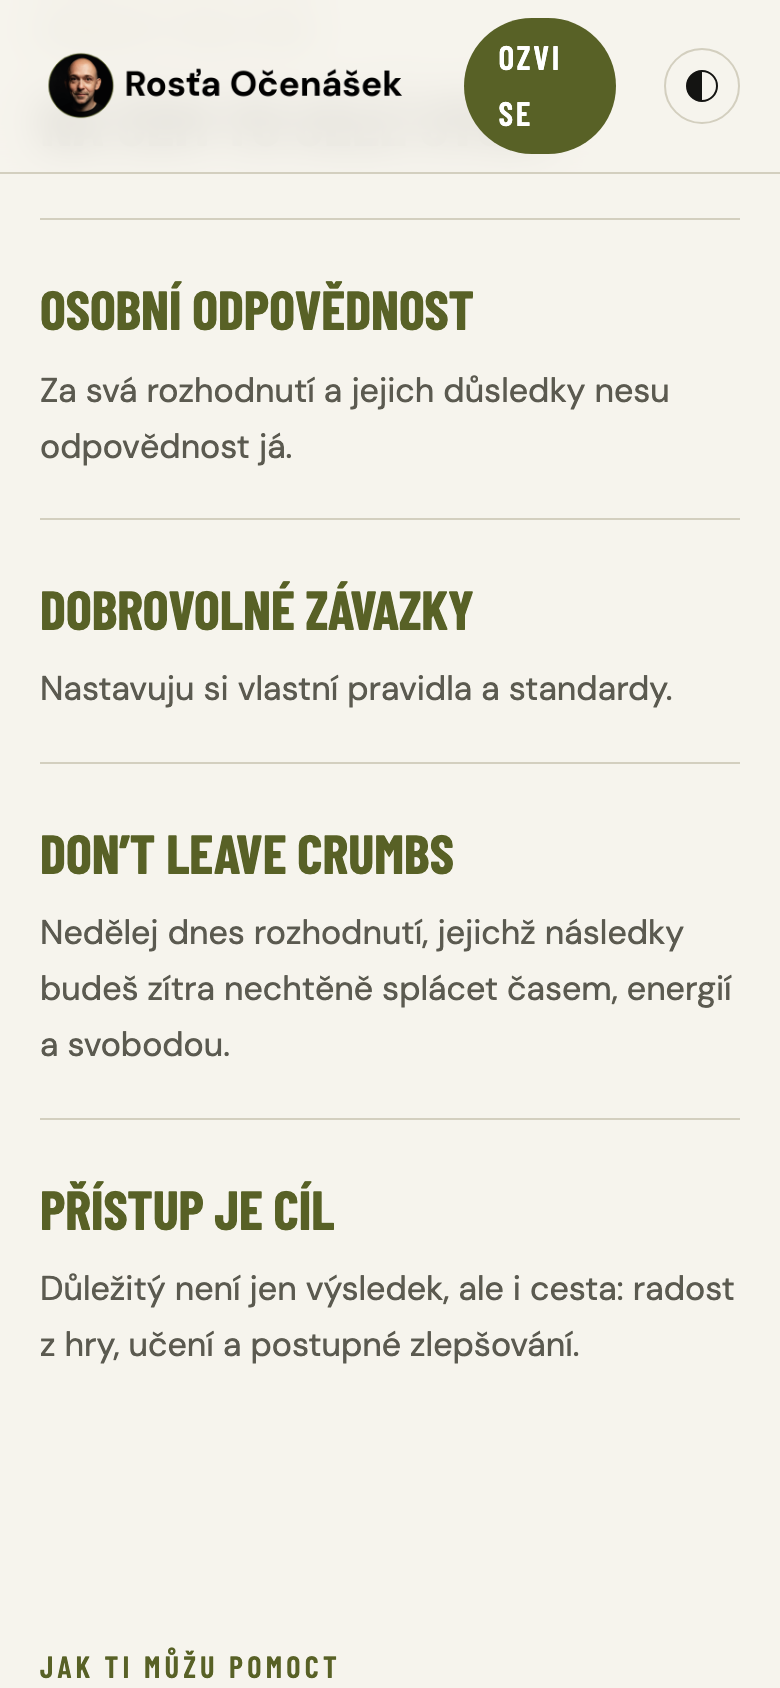 Rosťa Očenášek
OZVI
SE
OSOBNÍ ODPOVĚDNOST
Za svá rozhodnutí a jejich důsledky nesu
odpovědnost já.
DOBROVOLNÉ ZÁVAZKY
Nastavuju si vlastní pravidla a standardy.
DON’T LEAVE CRUMBS
Nedělej dnes rozhodnutí, jejichž následky
budeš zítra nechtěně splácet časem, energií
a svobodou.
PŘÍSTUP JE CÍL
Důležitý není jen výsledek, ale i cesta: radost
z hry, učení a postupné zlepšování.
JAK TI MŮŽU POMOCT